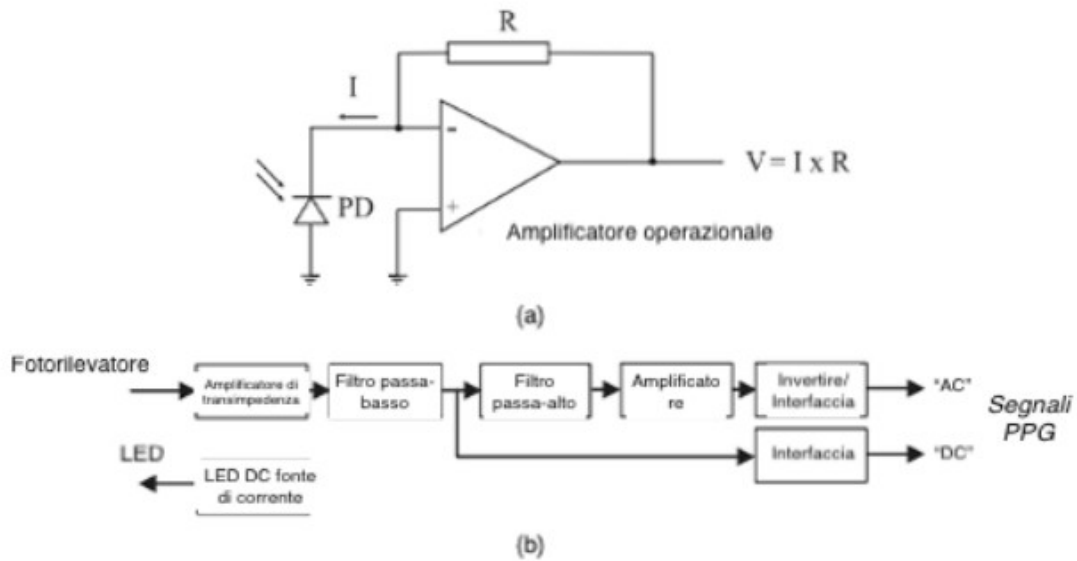 R
I
-
V = I x R
PD
+
Amplificatore operazionale
(a)
Fotorilevatore
Amplificatore di
transimpedenza
Filtro passa-
basso
Filtro
passa-alto
Amplificato
re
Invertire/
Interfaccia
"AC"
Segnali
PPG
Interfaccia
"DC"
LED
LED DC fonte
di corrente
(b)